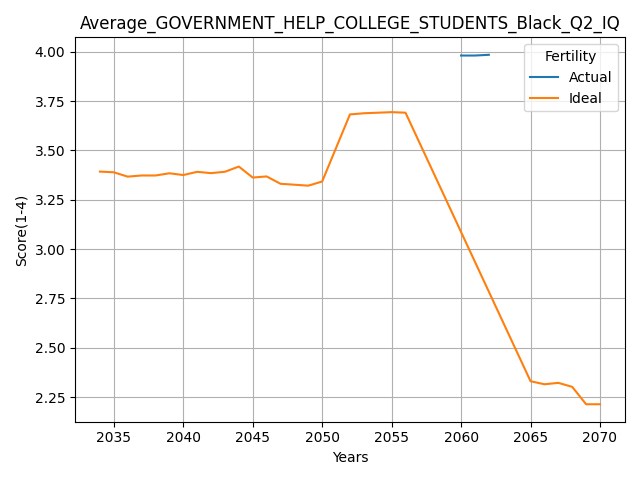 Average_GOVERNMENT_HELP_COLLEGE_STUDENTS_Black_Q2_IQ
Fertility
Actual
Ideal
4.00
3.75
3.50
3.25
3.00
2.75
2.50
2.25
Score(1-4)
2035 2040 2045 2050 2055 2060 2065 2070
Years